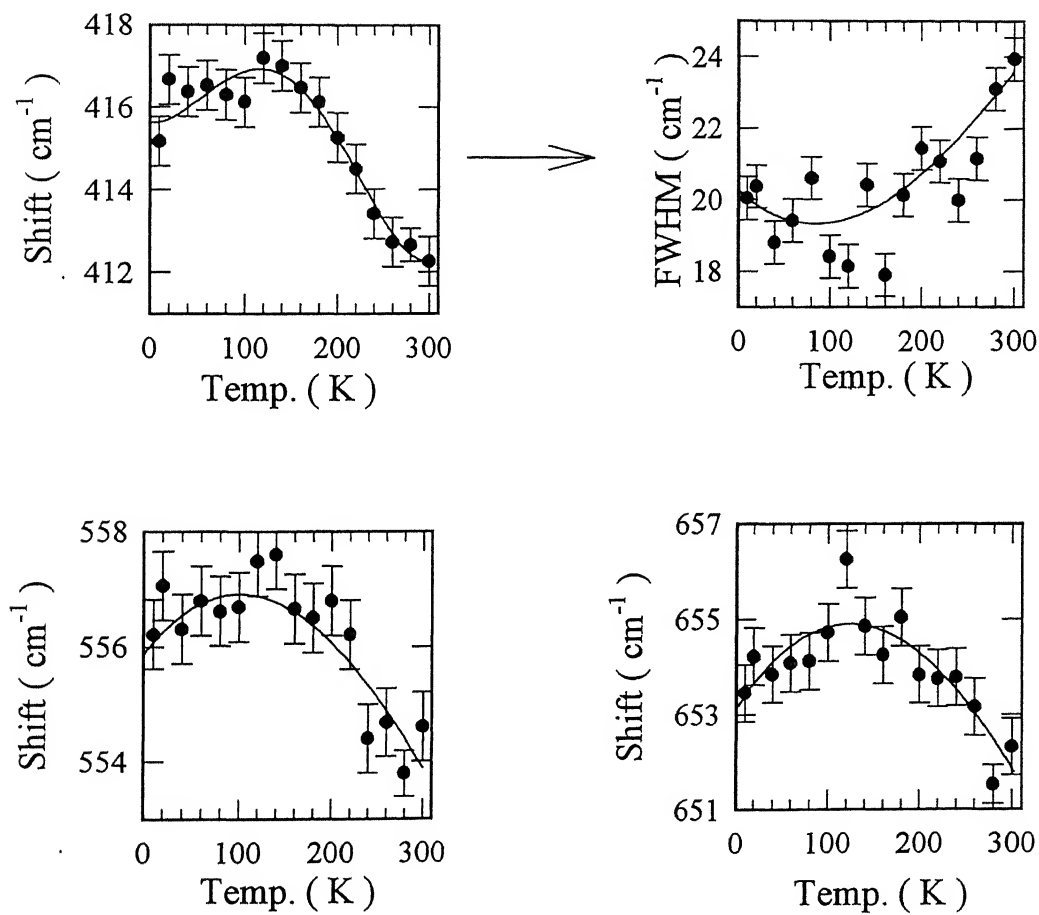 418
416
414
412
Shift ( cm⁻¹ )
0 100 200 300
Temp. ( K )
24
22
20
18
FWHM ( cm⁻¹ )
0 100 200 300
Temp. ( K )
558
556
554
Shift ( cm⁻¹ )
0 100 200 300
Temp. ( K )
657
655
653
651
Shift ( cm⁻¹ )
0 100 200 300
Temp. ( K )